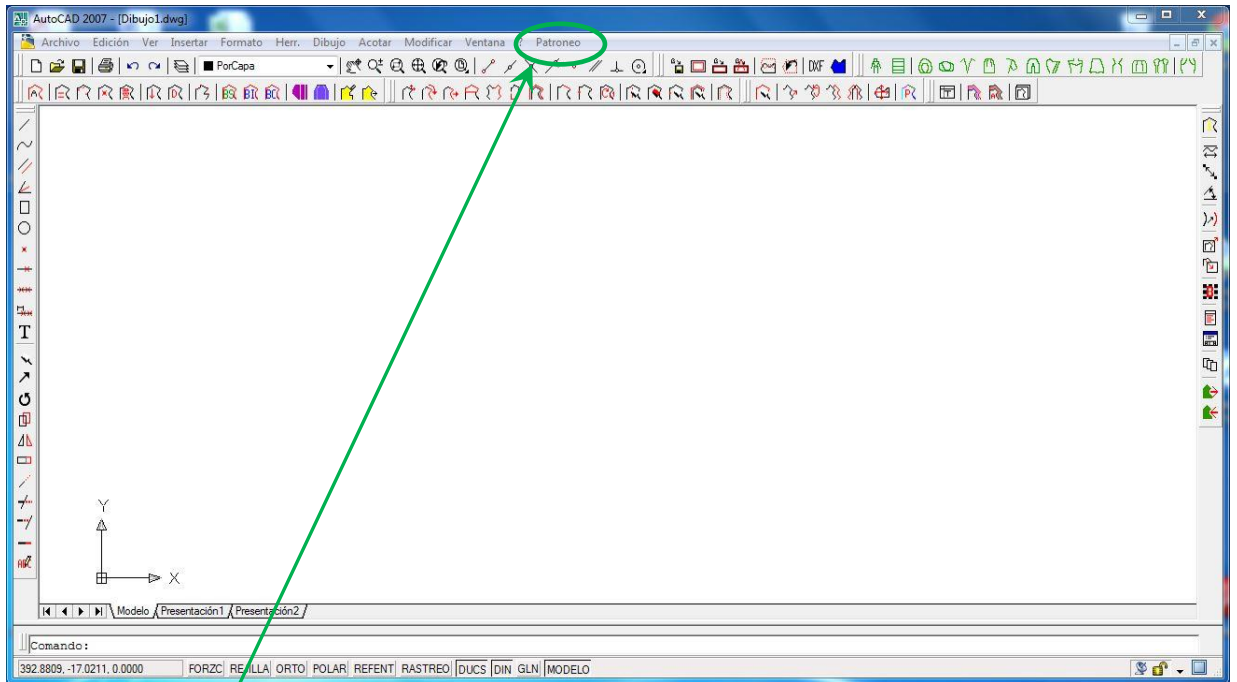 AutoCAD 2007 - [Dibujo1.dwg]
Archivo Edición Ver Insertar Formato Herr. Dibujo Acotar Modificar Ventana ? Patroneo
PorCapa DXF
T
ABC
Y
X
Modelo Presentación1 Presentación2
Comando:
392.8809, -17.0211, 0.0000 FORZC REJILLA ORTO POLAR REFENT RASTREO DUCS DIN GLN MODELO